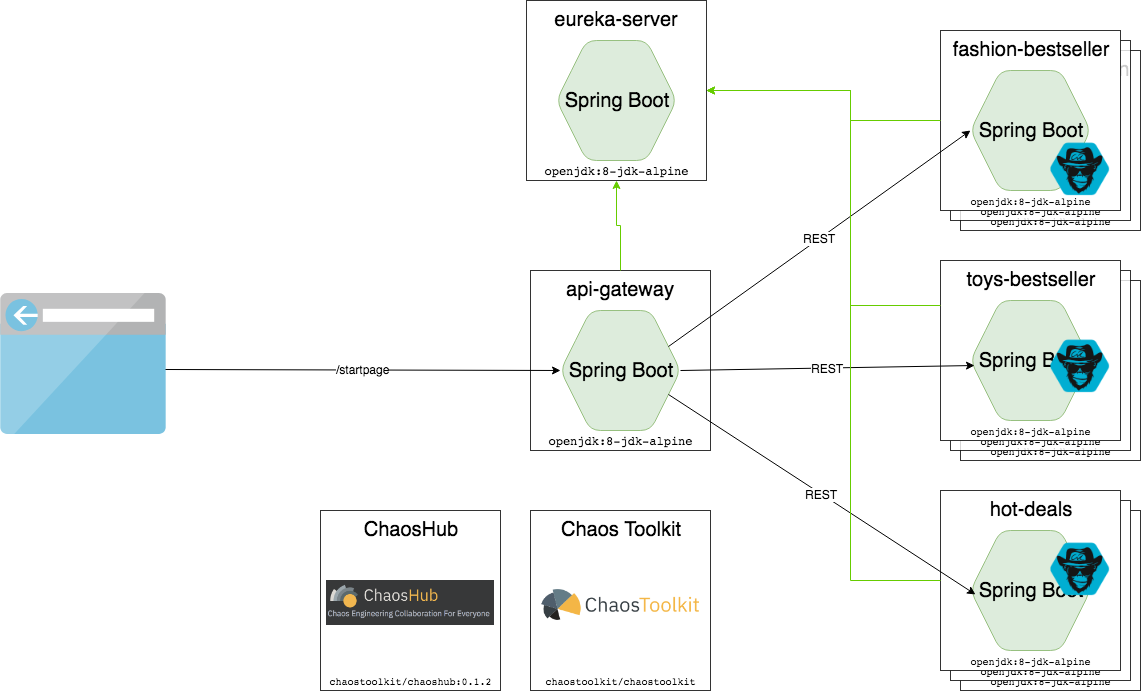 eureka-server
Spring Boot
openjdk:8-jdk-alpine
fashion-bestseller
Spring Boot
openjdk:8-jdk-alpine
openjdk:8-jdk-alpine
openjdk:8-jdk-alpine
REST
api-gateway
Spring Boot
openjdk:8-jdk-alpine
/startpage
toys-bestseller
Spring B
REST
openjdk:8-jdk-alpine
openjdk:8-jdk-alpine
openjdk:8-jdk-alpine
REST
hot-deals
Spring Boot
openjdk:8-jdk-alpine
openjdk:8-jdk-alpine
openjdk:8-jdk-alpine
ChaosHub
ChaosHub
Chaos Engineering Collaboration For Everyone
chaostoolkit/chaoshub:0.1.2
Chaos Toolkit
ChaosToolkit
chaostoolkit/chaostoolkit